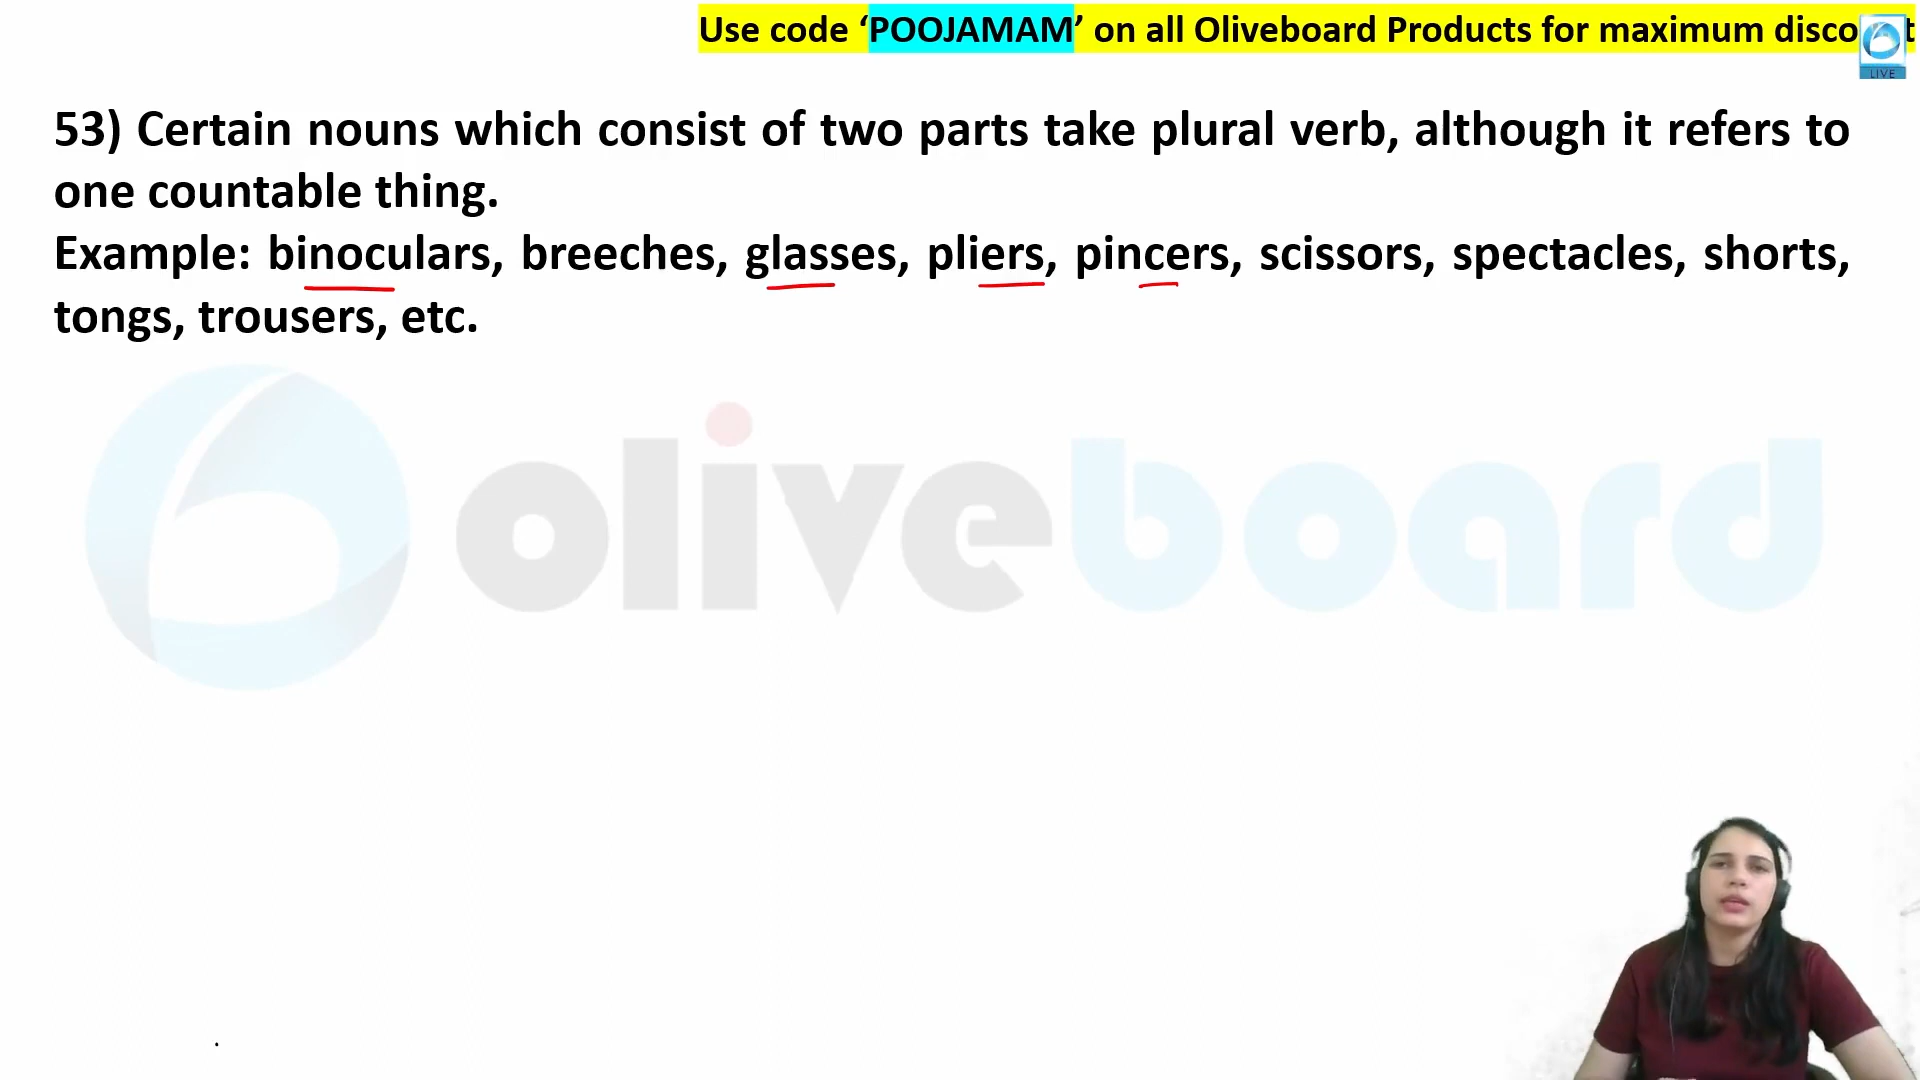 Use code ‘POOJAMAM’ on all Oliveboard Products for maximum disco t
LIVE
53) Certain nouns which consist of two parts take plural verb, although it refers to
one countable thing.
Example: binoculars, breeches, glasses, pliers, pincers, scissors, spectacles, shorts,
tongs, trousers, etc.
oliveboard